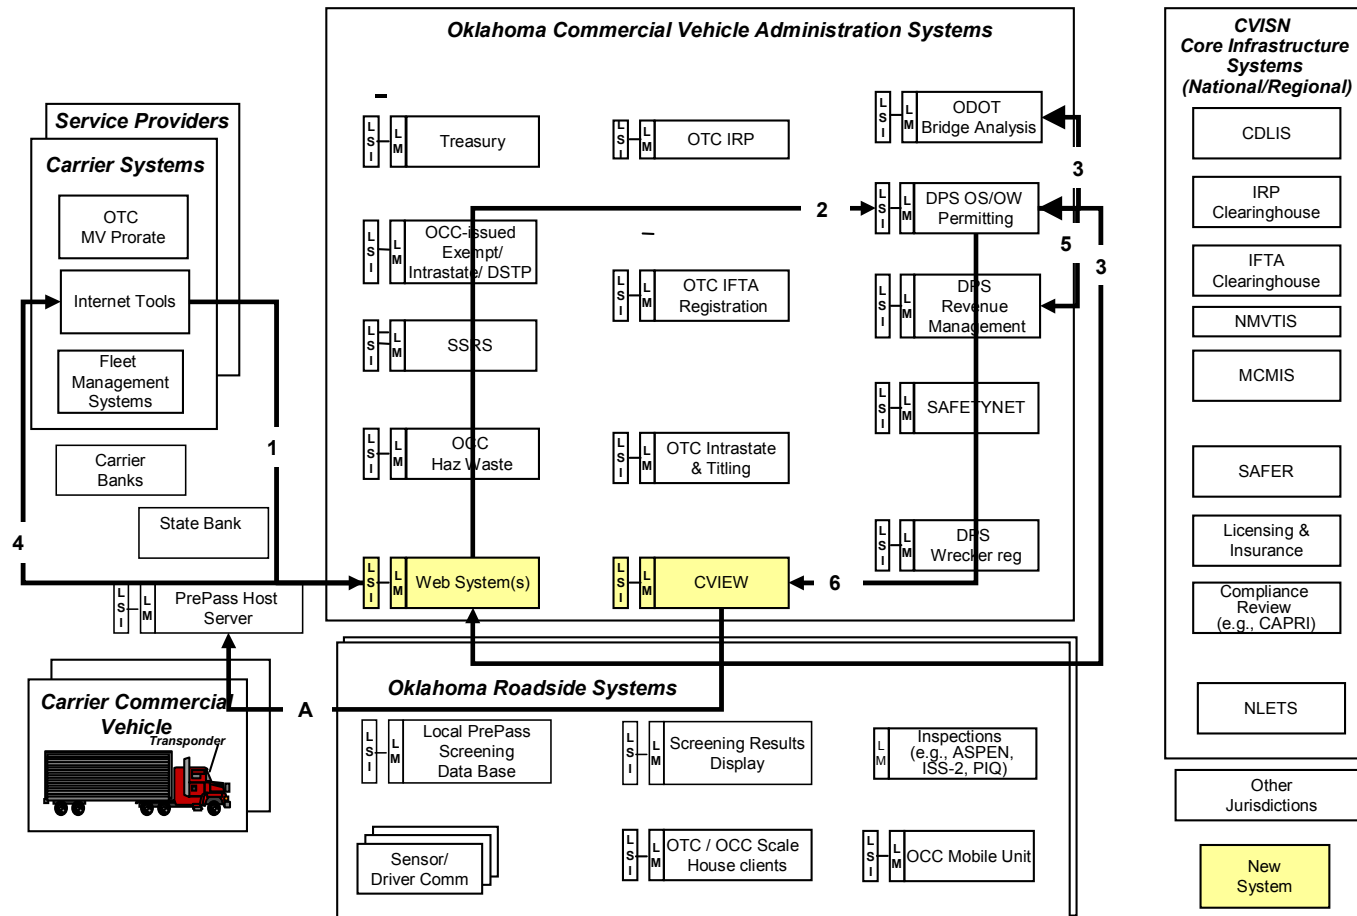 Oklahoma Commercial Vehicle Administration Systems
CVISN
Core Infrastructure
Systems
(National/Regional)
Service Providers
Carrier Systems
OTC
MV Prorate
Internet Tools
Fleet
Management
Systems
Carrier
Banks
State Bank
1
4
L
S
I
L
M
PrePass Host
Server
Carrier Commercial
Vehicle
Transponder
L
S
I
L
M
Treasury
L
S
I
L
M
OCC-issued
Exempt/
Intrastate/ DSTP
L
S
I
L
M
SSRS
L
S
I
L
M
OCC
Haz Waste
L
S
I
L
M
Web System(s)
L
S
I
L
M
OTC IRP
L
S
I
L
M
OTC IFTA
Registration
L
S
I
L
M
OTC Intrastate
& Titling
L
S
I
L
M
CVIEW
L
S
I
L
M
ODOT
Bridge Analysis
L
S
I
L
M
DPS OS/OW
Permitting
L
S
I
L
M
DPS
Revenue
Management
L
S
I
L
M
SAFETYNET
L
S
I
L
M
DPS
Wrecker reg
2
3
5
3
6
A
Oklahoma Roadside Systems
L
S
I
L
M
Local PrePass
Screening
Data Base
L
S
I
L
M
Screening Results
Display
L
M
Inspections
(e.g., ASPEN,
ISS-2, PIQ)
Sensor/
Driver Comm
L
S
I
L
M
OTC / OCC Scale
House clients
L
S
I
L
M
OCC Mobile Unit
CDLIS
IRP
Clearinghouse
IFTA
Clearinghouse
NMVTIS
MCMIS
SAFER
Licensing &
Insurance
Compliance
Review
(e.g., CAPRI)
NLETS
Other
Jurisdictions
New
System